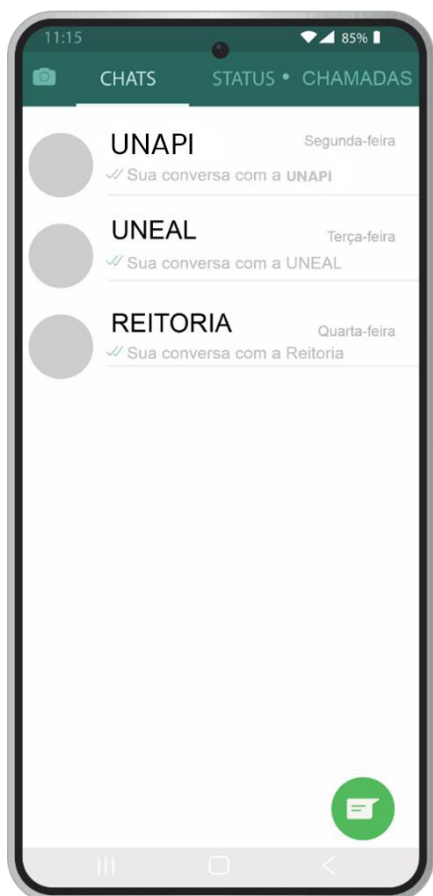 11:15 85%
CHATS STATUS • CHAMADAS
UNAPI Segunda-feira
Sua conversa com a UNAPI
UNEAL Terça-feira
Sua conversa com a UNEAL
REITORIA Quarta-feira
Sua conversa com a Reitoria